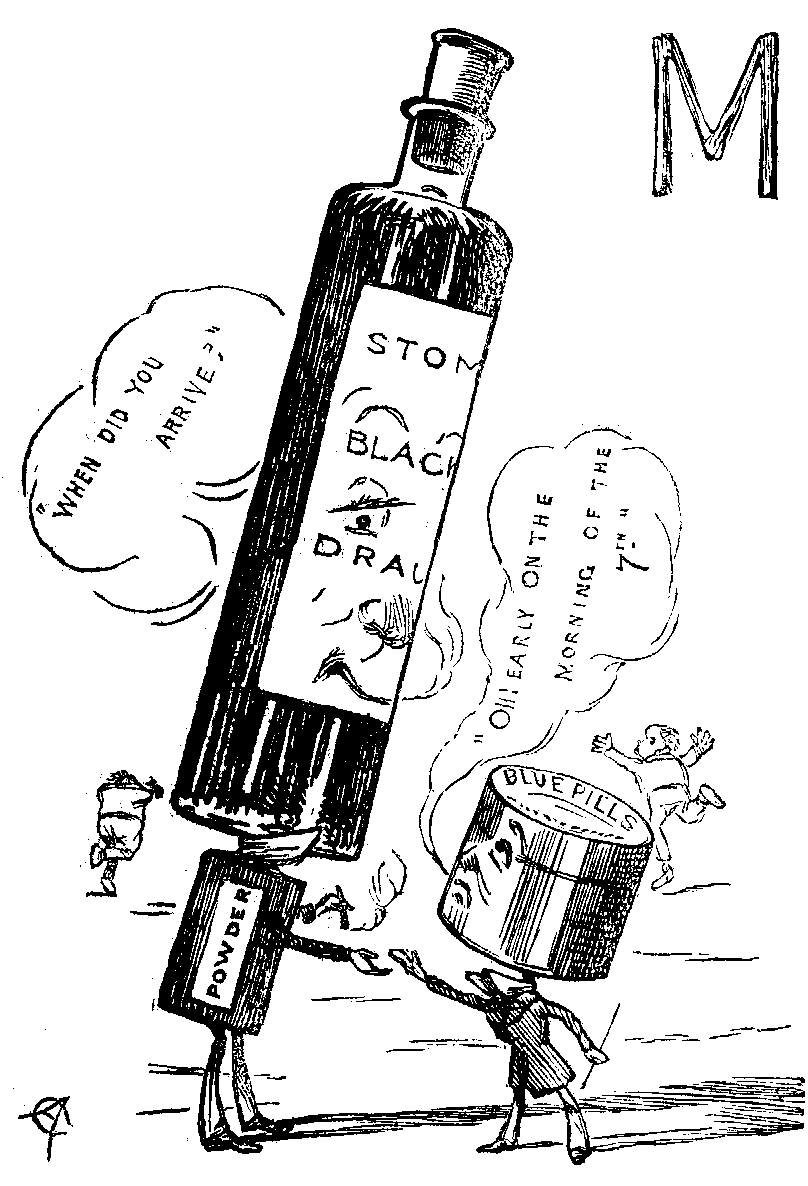 M
STOM
BLACK
DRAU
"WHEN DID YOU
ARRIVE?"
"OH! EARLY ON THE
MORNING OF THE
7TH"
BLUE PILLS
POWDER